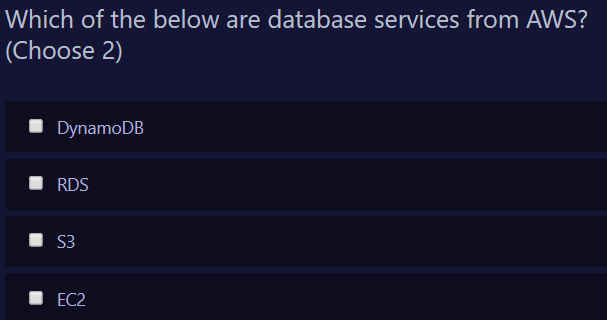 Which of the below are database services from AWS?
(Choose 2)
DynamoDB
RDS
S3
EC2